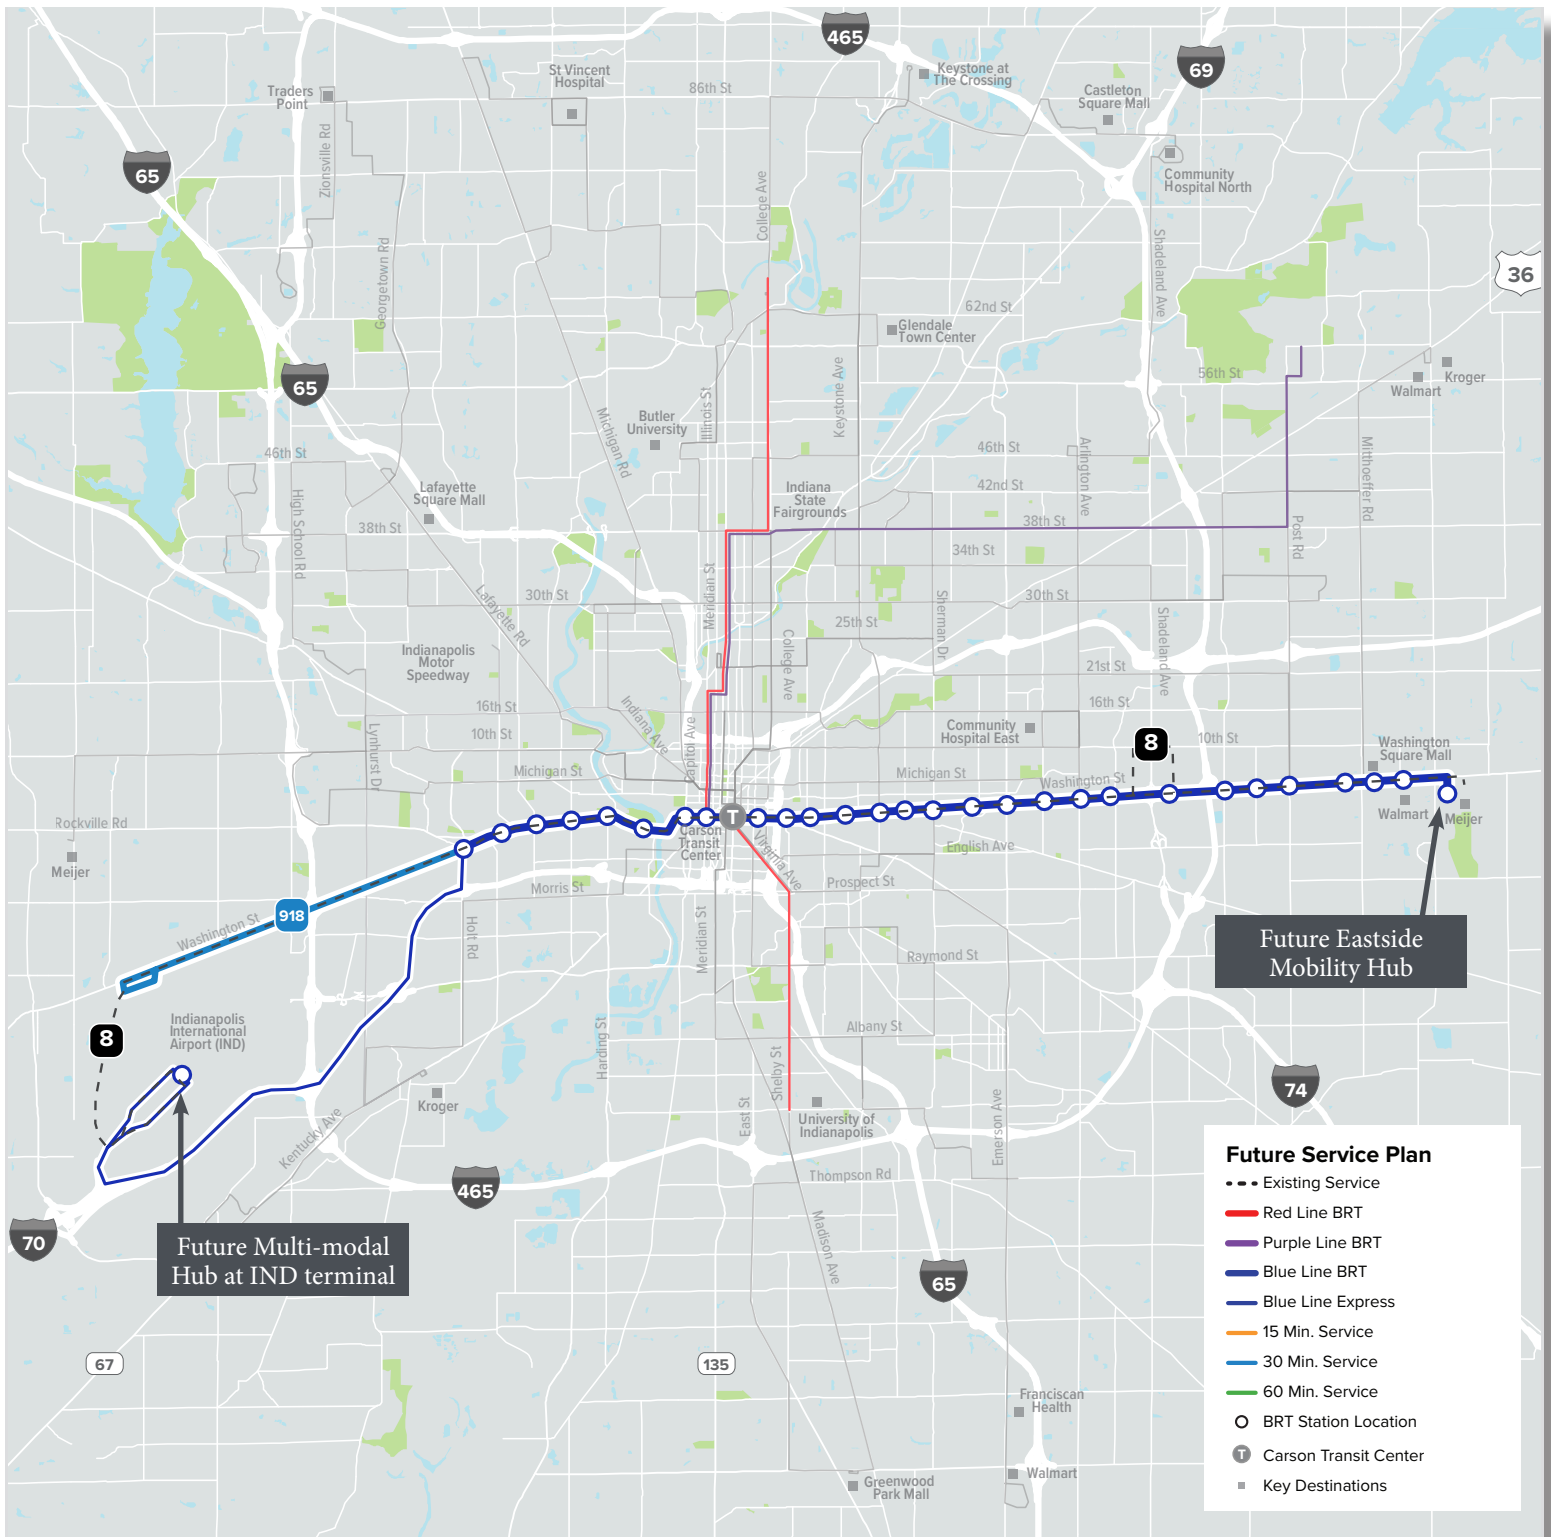 465
69
Keystone at
The Crossing
St Vincent
Hospital
86th St
Traders
Point
Castleton
Square Mall
Zionsville Rd
65
Community
Hospital North
College Ave
Shadeland Ave
Georgetown Rd
36
62nd St
Glendale
Town Center
65
Keystone Ave
56th St
Kroger
Walmart
Illinois St
Butler
University
Michigan Rd
46th St
46th St
Arlington Ave
Mitthoeffer Rd
Lafayette
Square Mall
High School Rd
Indiana
State
Fairgrounds
42nd St
38th St
38th St
Post Rd
34th St
Meridian St
Lafayette Rd
30th St
30th St
Sherman Dr
25th St
Shadeland Ave
Indianapolis
Motor
Speedway
College Ave
21st St
16th St
16th St
Indiana Ave
Lynhurst Dr
10th St
Capitol Ave
Community
Hospital East
8
10th St
Washington
Square Mall
Michigan St
Michigan St
Washington St
Rockville Rd
T
Carson
Transit
Center
Virginia Ave
English Ave
Walmart
Meijer
Meijer
Morris St
Prospect St
918
Washington St
Holt Rd
Meridian St
Raymond St
Future Eastside
Mobility Hub
8
Indianapolis
International
Airport (IND)
Harding St
Albany St
Shelby St
74
Kroger
East St
University of
Indianapolis
Emerson Ave
Kentucky Ave
465
Thompson Rd
70
Future Multi-modal
Hub at IND terminal
Madison Ave
65
67
135
Franciscan
Health
Walmart
Greenwood
Park Mall
Future Service Plan
Existing Service
Red Line BRT
Purple Line BRT
Blue Line BRT
Blue Line Express
15 Min. Service
30 Min. Service
60 Min. Service
BRT Station Location
T
Carson Transit Center
Key Destinations